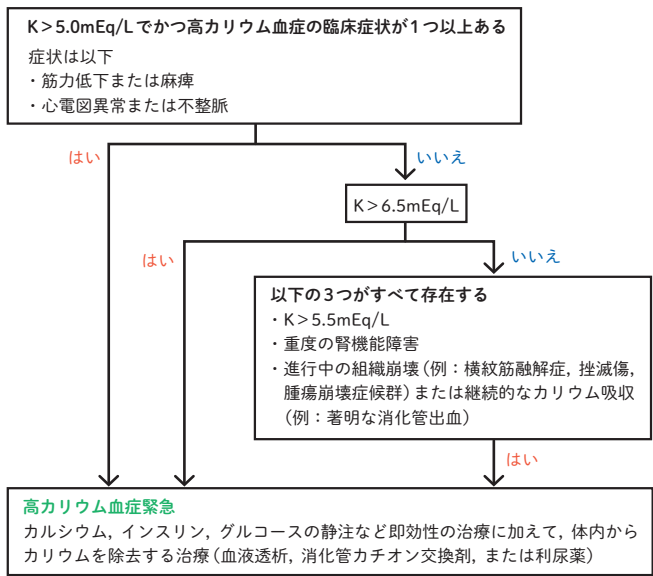 K＞5.0mEq/Lでかつ高カリウム血症の臨床症状が1つ以上ある
症状は以下
・筋力低下または麻痺
・心電図異常または不整脈
はい
いいえ
K＞6.5mEq/L
はい
いいえ
以下の3つがすべて存在する
・K＞5.5mEq/L
・重度の腎機能障害
・進行中の組織崩壊（例：横紋筋融解症，挫滅傷，
腫瘍崩壊症候群）または継続的なカリウム吸収
（例：著明な消化管出血）
はい
高カリウム血症緊急
カルシウム，インスリン，グルコースの静注など即効性の治療に加えて，体内から
カリウムを除去する治療（血液透析，消化管カチオン交換剤，または利尿薬）